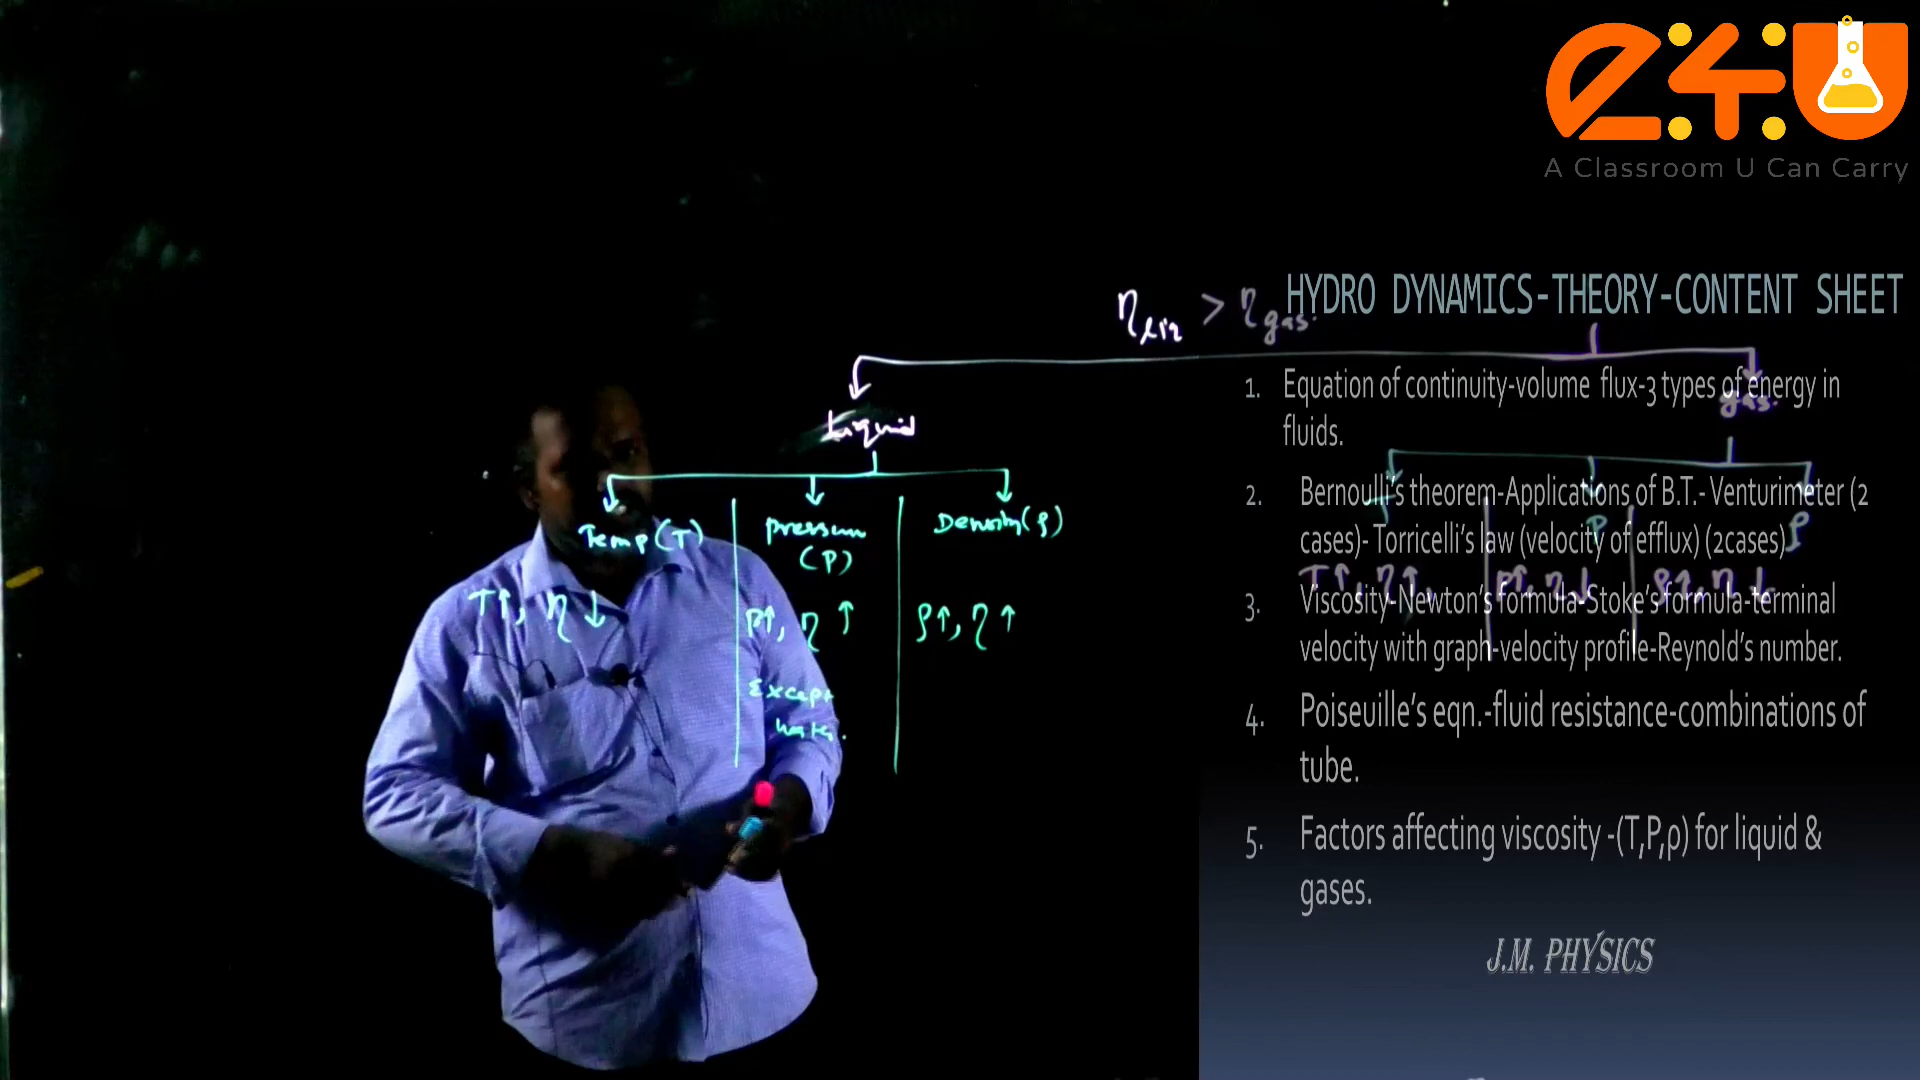 e4U
A Classroom U Can Carry
HYDRO DYNAMICS-THEORY-CONTENT SHEET
ηliq > ηgas.
1. Equation of continuity-volume flux-3 types of energy in
fluids.
gas.
Liquid
2. Bernoulli's theorem-Applications of B.T.- Venturimeter (2
cases)- Torricelli's law (velocity of efflux) (2cases)
Temp (T)
pressure
(P)
Density (ρ)
T
P
ρ
T↑, η↓
P↑, η↑
ρ↑, η↑
T↑, η↑,
P↑, η↓
ρ↑, η↓
3. Viscosity-Newton's formula-Stoke's formula-terminal
velocity with graph-velocity profile-Reynold's number.
Except
water.
4. Poiseuille's eqn.-fluid resistance-combinations of
tube.
5. Factors affecting viscosity -(T,P,ρ) for liquid &
gases.
J.M. PHYSICS